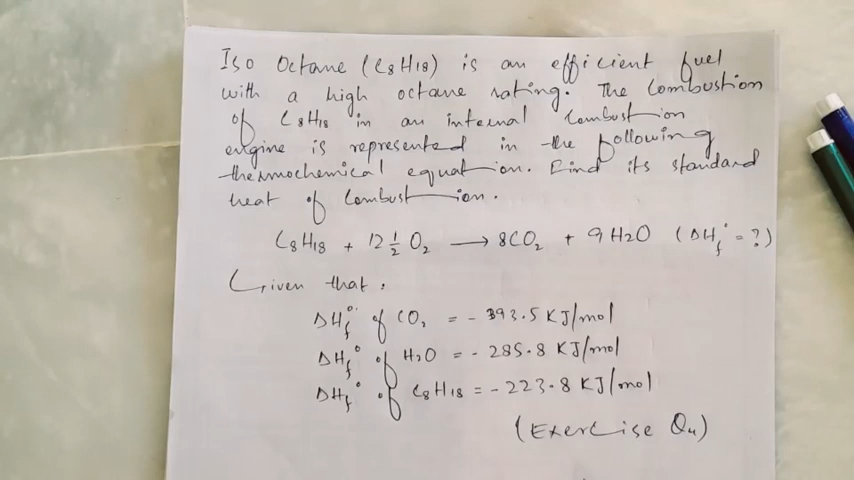 Iso Octane (C8H18) is an efficient fuel
with a high octane rating. The Combustion
of C8H18 in an internal Combustion
engine is represented in the following
thermochemical equation. Find its standard
heat of Combustion.
C8H18 + 12 1/2 O2 → 8CO2 + 9H2O (ΔHf° = ?)
Given that.
ΔHf° of CO2 = - 393.5 KJ/mol
ΔHf° of H2O = - 285.8 KJ/mol
ΔHf° of C8H18 = - 223.8 KJ/mol
(Exercise Q4)